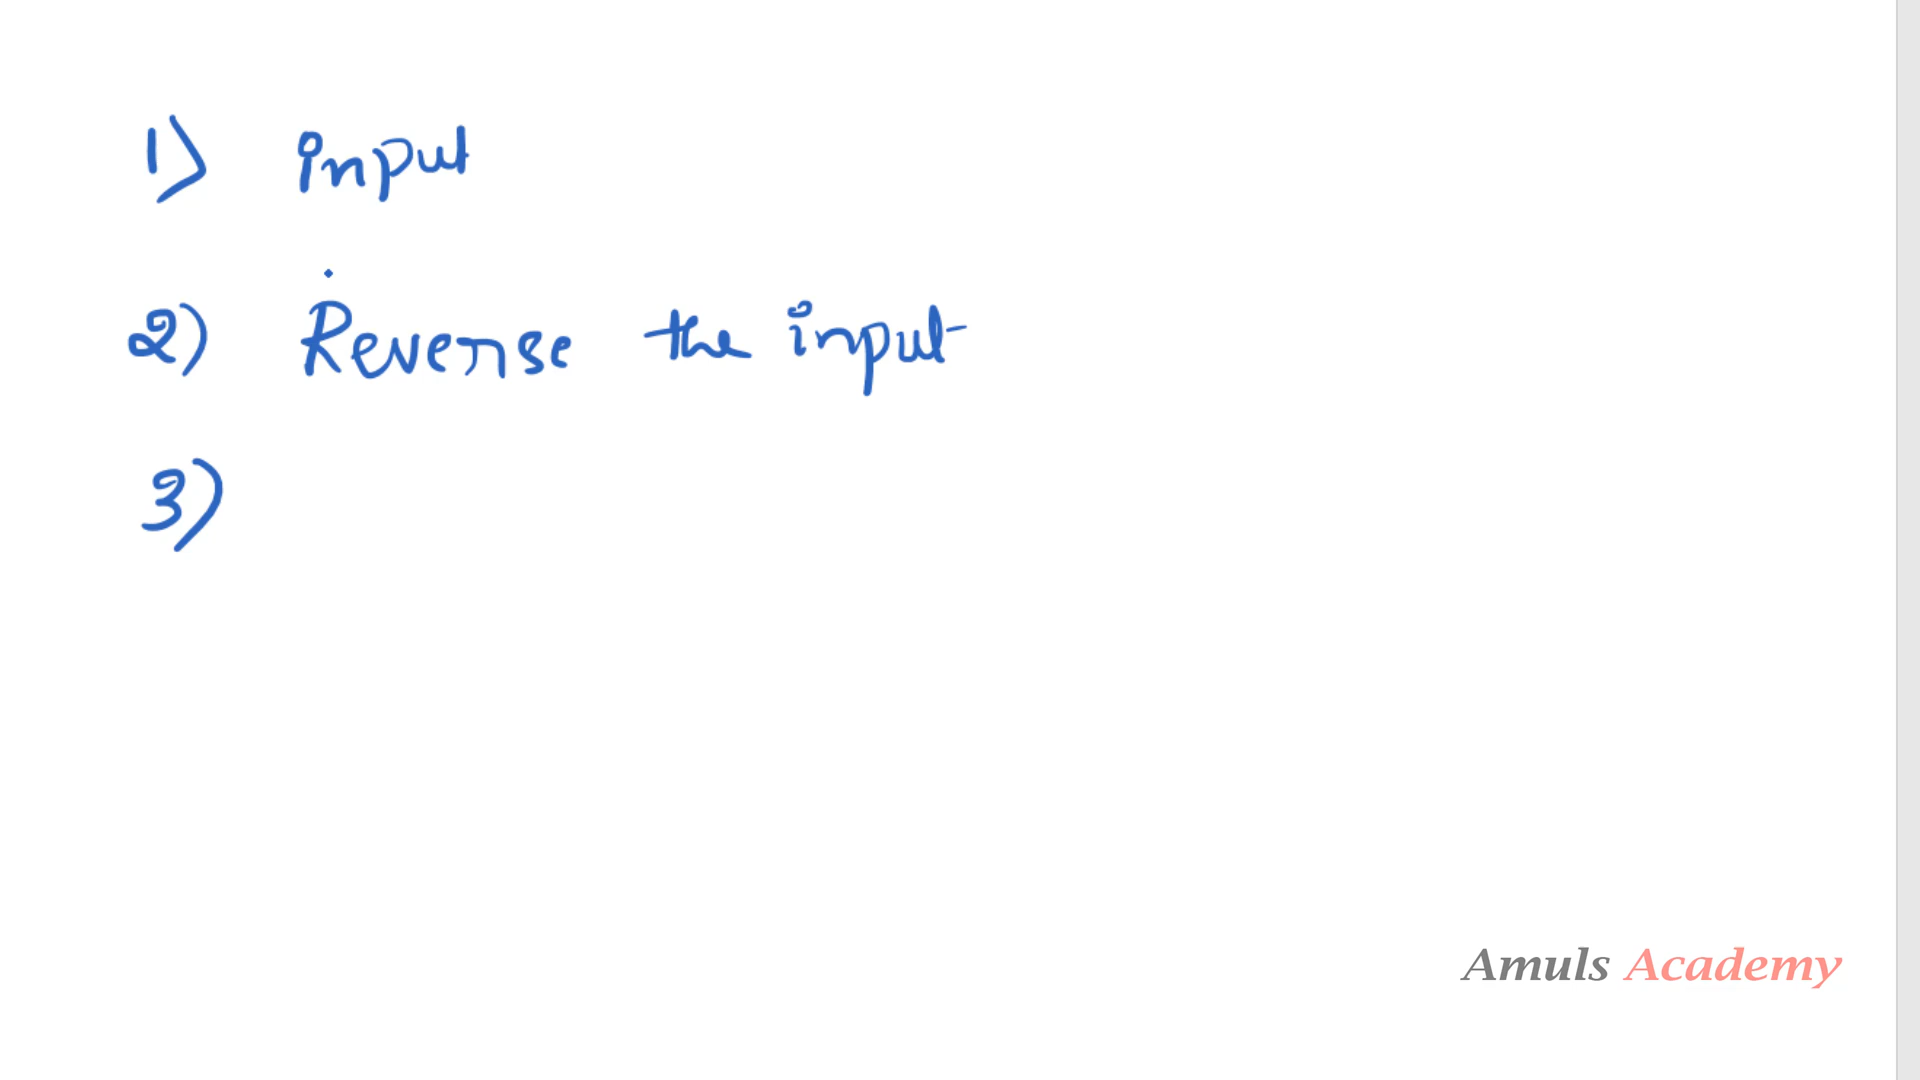 1) input
2) Reverse the input
3)
Amuls Academy